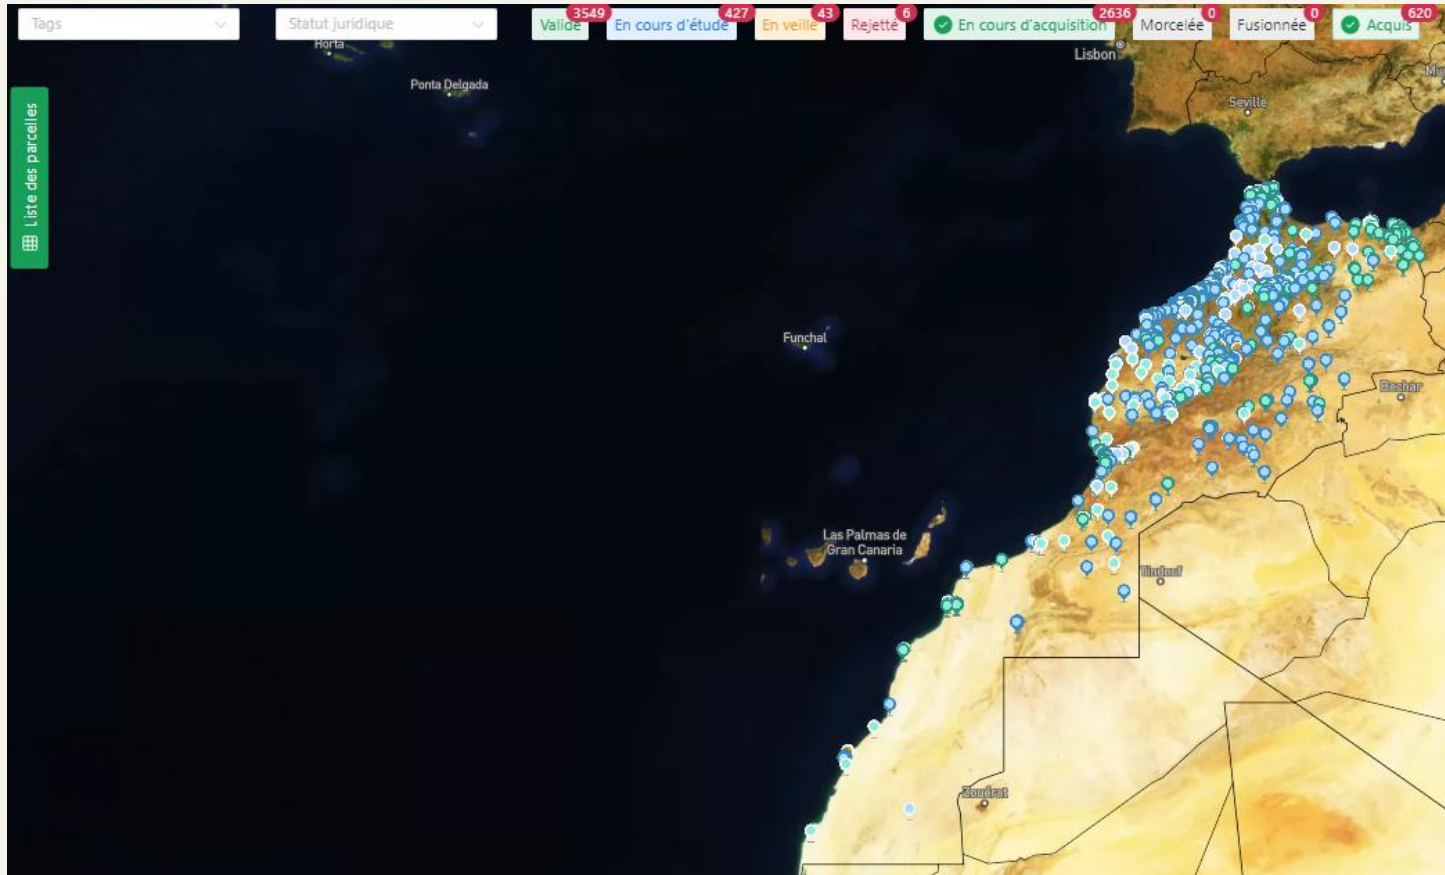 Tags
Statut juridique
Validé 3549
En cours d'étude 427
En veille 43
Rejetté 6
En cours d'acquisition 2636
Morcelée 0
Fusionnée 0
Acquis 620
Horta
Lisbon
Ponta Delgada
Seville
Liste des parcelles
Funchal
Bechar
Las Palmas de
Gran Canaria
Tindouf
Zouérat